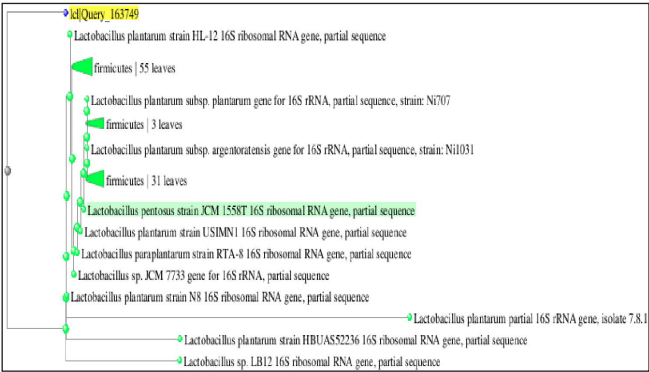 lcl|Query_163749
Lactobacillus plantarum strain HL-12 16S ribosomal RNA gene, partial sequence
firmicutes | 55 leaves
Lactobacillus plantarum subsp. plantarum gene for 16S rRNA, partial sequence, strain: Ni707
firmicutes | 3 leaves
Lactobacillus plantarum subsp. argentoratensis gene for 16S rRNA, partial sequence, strain: Ni1031
firmicutes | 31 leaves
Lactobacillus pentosus strain JCM 1558T 16S ribosomal RNA gene, partial sequence
Lactobacillus plantarum strain USIMN1 16S ribosomal RNA gene, partial sequence
Lactobacillus paraplantarum strain RTA-8 16S ribosomal RNA gene, partial sequence
Lactobacillus sp. JCM 7733 gene for 16S rRNA, partial sequence
Lactobacillus plantarum strain N8 16S ribosomal RNA gene, partial sequence
Lactobacillus plantarum partial 16S rRNA gene, isolate 7.8.1
Lactobacillus plantarum strain HBUAS52236 16S ribosomal RNA gene, partial sequence
Lactobacillus sp. LB12 16S ribosomal RNA gene, partial sequence